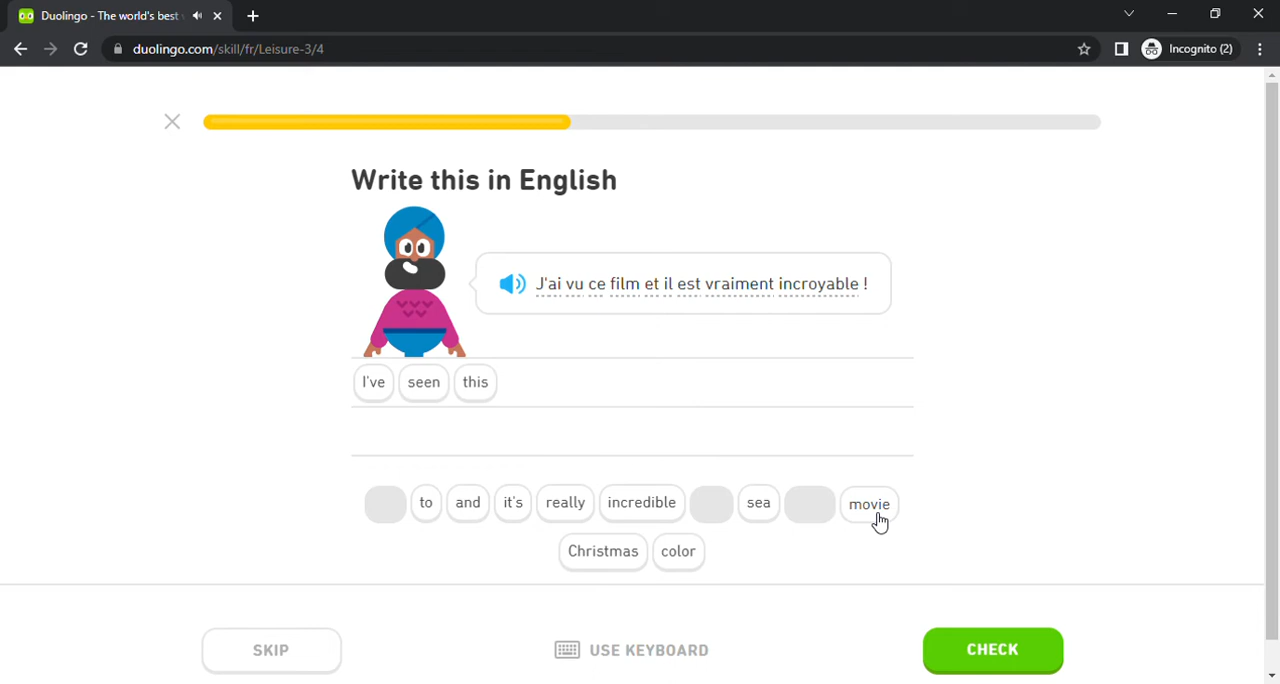 Duolingo - The world's best
duolingo.com/skill/fr/Leisure-3/4
Incognito (2)
Write this in English
J'ai vu ce film et il est vraiment incroyable !
I've seen this
to and it's really incredible sea movie
Christmas color
SKIP
USE KEYBOARD
CHECK